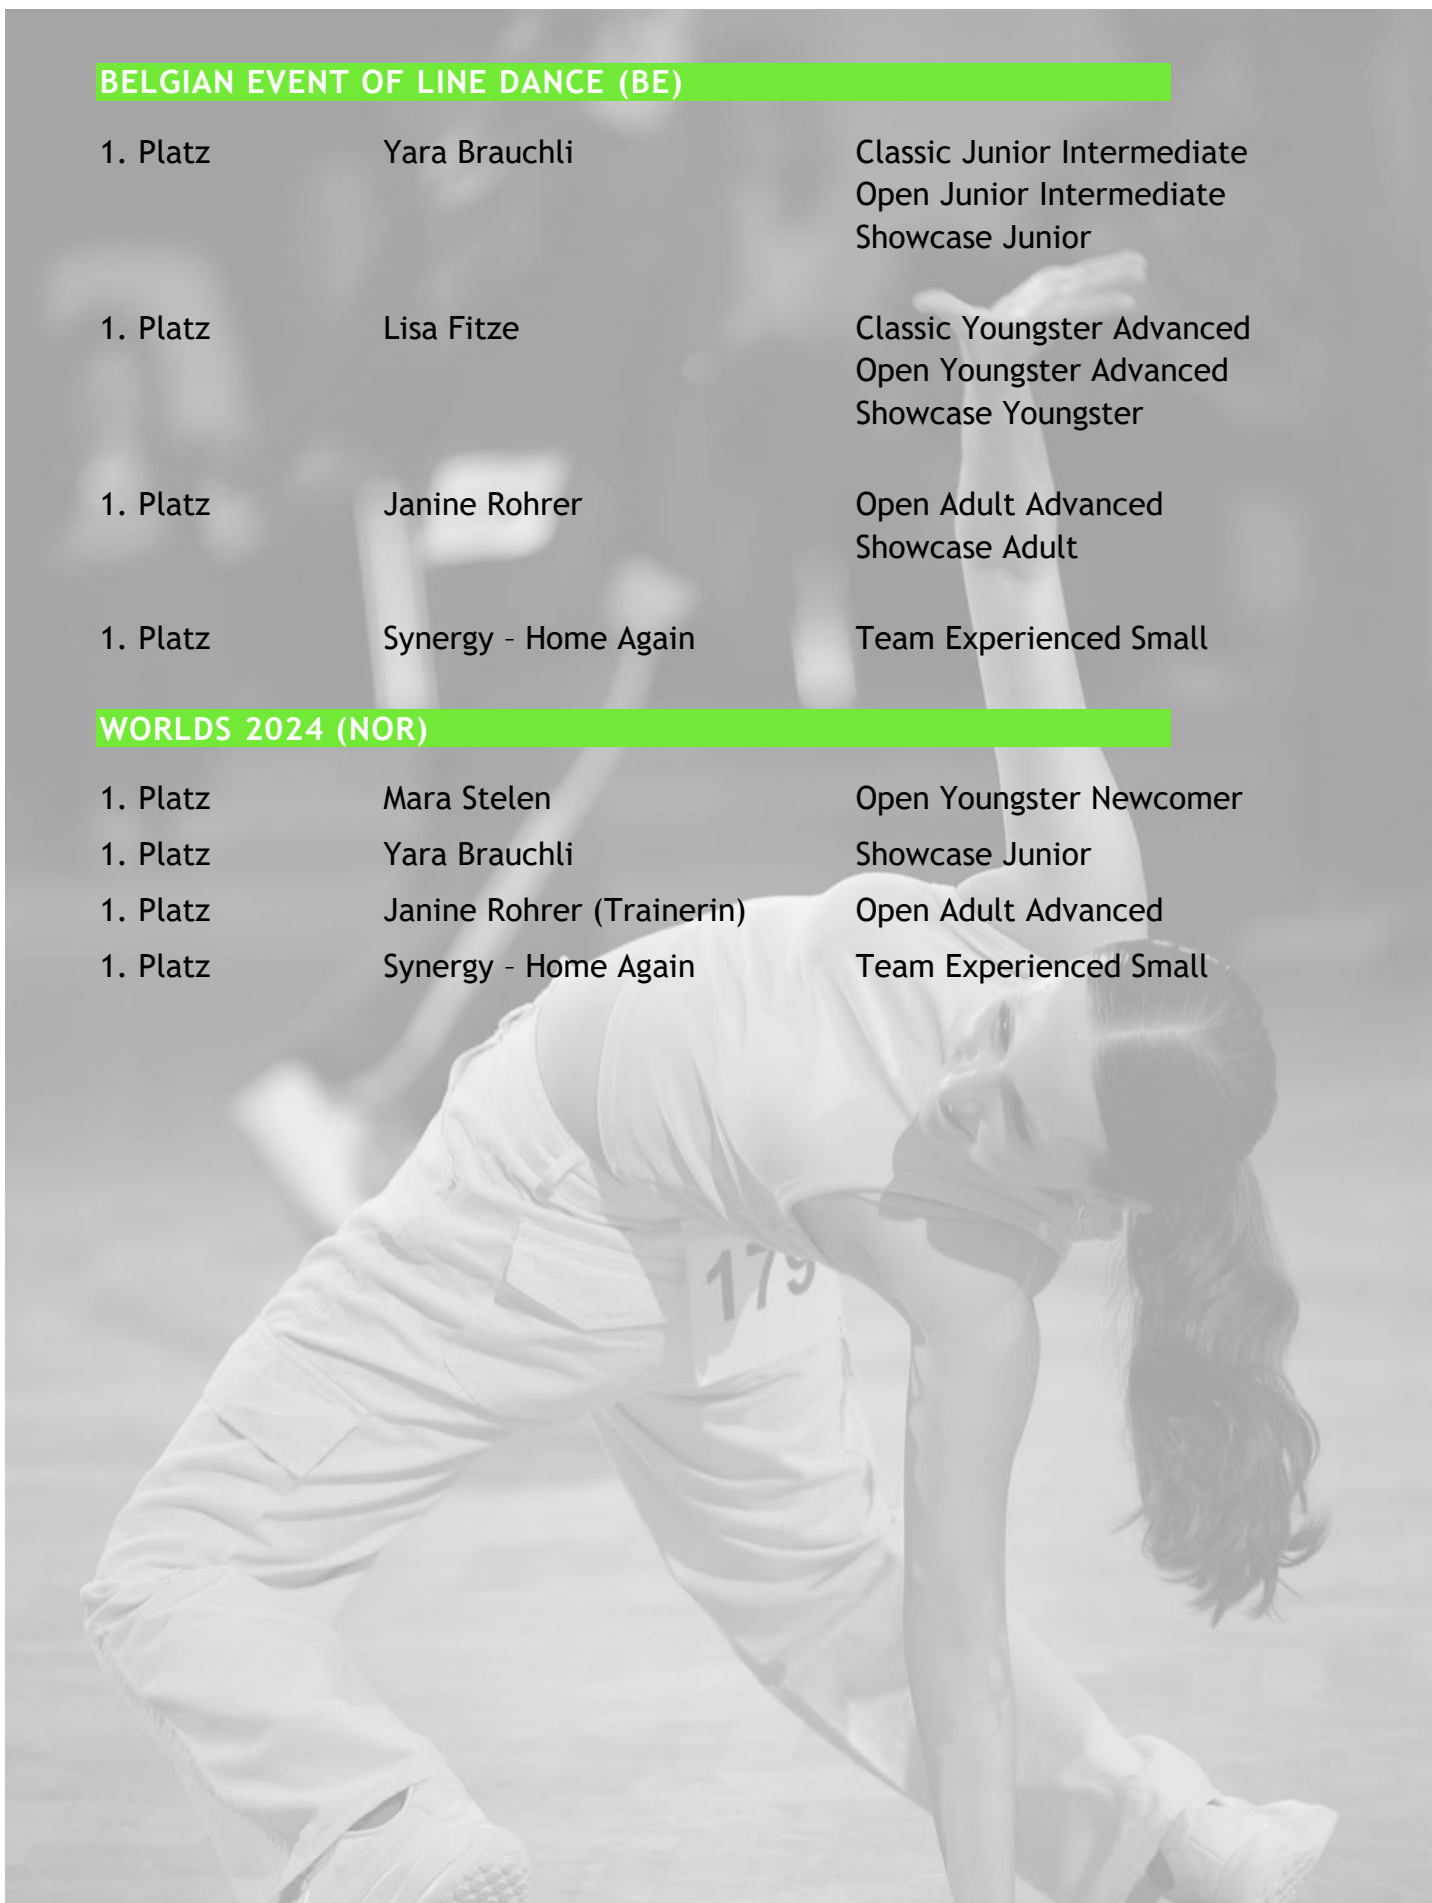 BELGIAN EVENT OF LINE DANCE (BE)
1. Platz Yara Brauchli Classic Junior Intermediate
Open Junior Intermediate
Showcase Junior
1. Platz Lisa Fitze Classic Youngster Advanced
Open Youngster Advanced
Showcase Youngster
1. Platz Janine Rohrer Open Adult Advanced
Showcase Adult
1. Platz Synergy – Home Again Team Experienced Small
WORLDS 2024 (NOR)
1. Platz Mara Stelen Open Youngster Newcomer
1. Platz Yara Brauchli Showcase Junior
1. Platz Janine Rohrer (Trainerin) Open Adult Advanced
1. Platz Synergy – Home Again Team Experienced Small
179